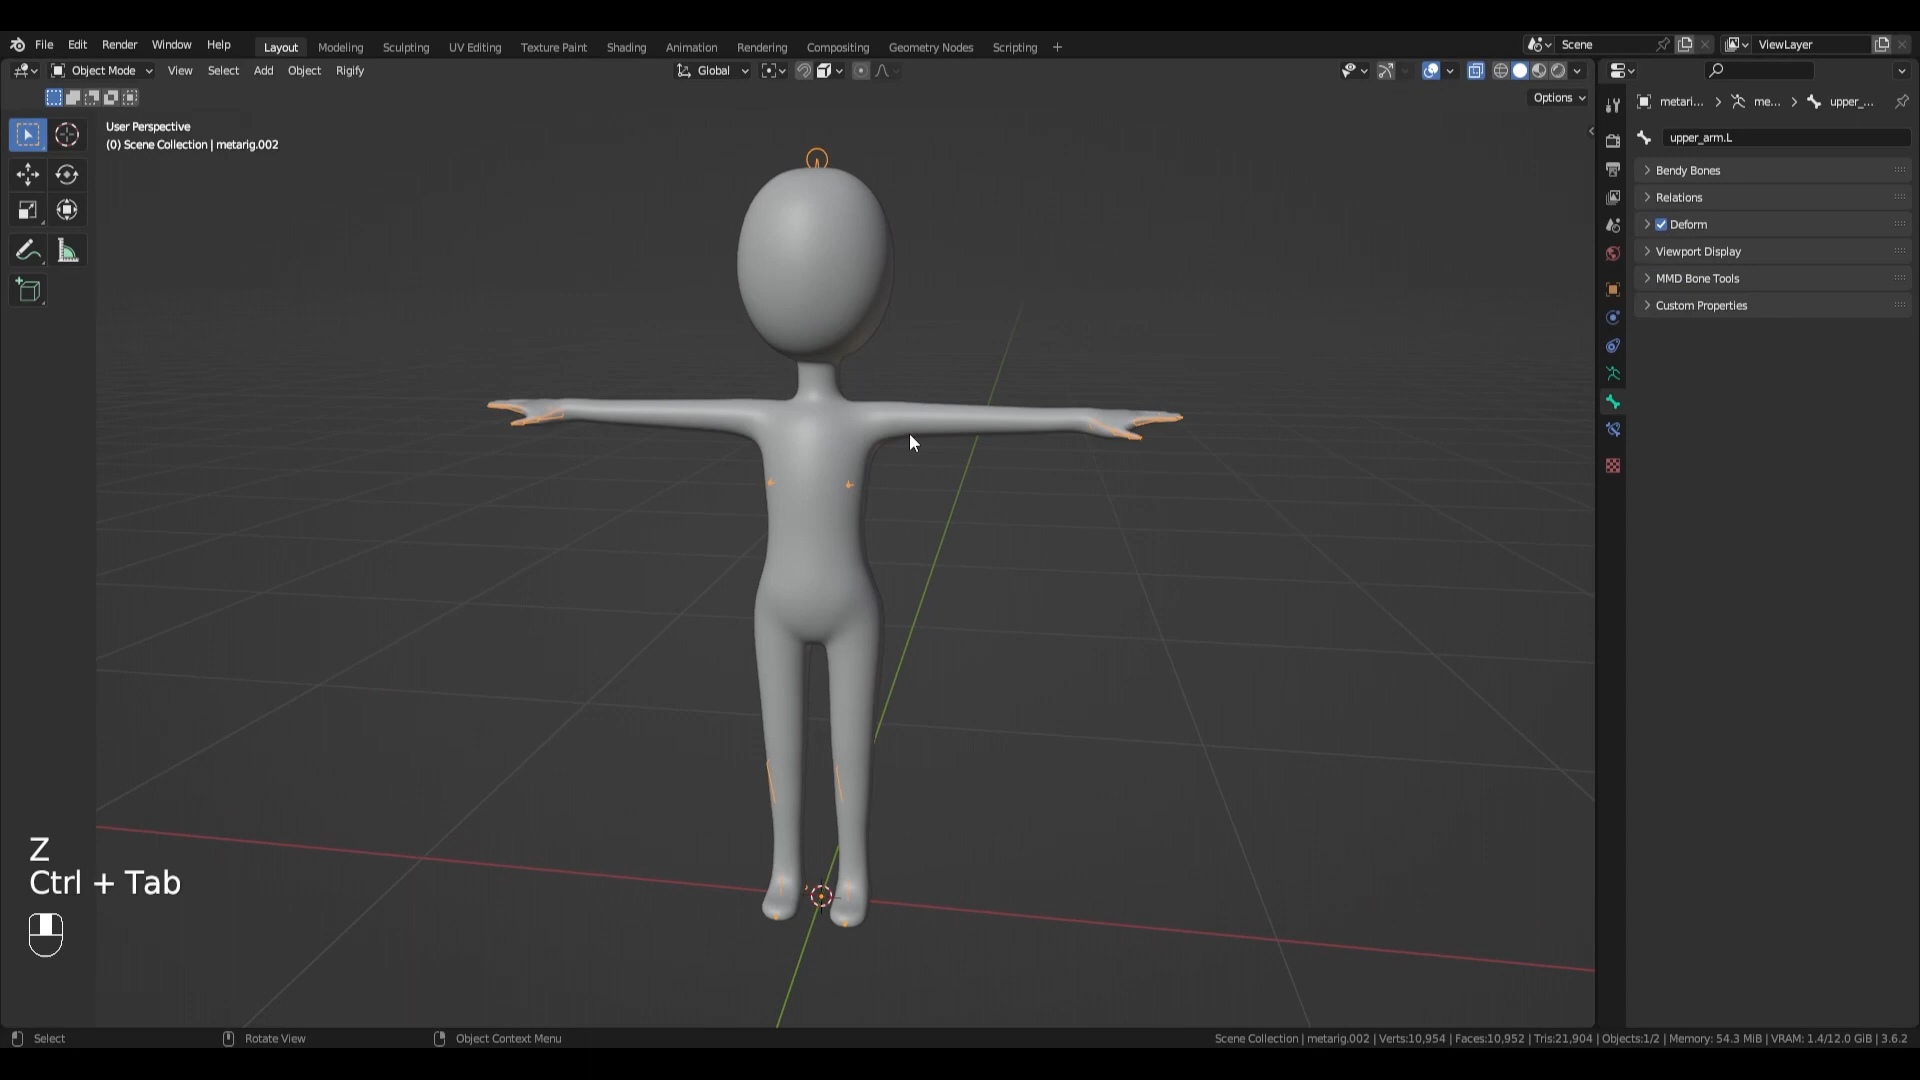 File Edit Render Window Help Layout Modeling Sculpting UV Editing Texture Paint Shading Animation Rendering Compositing Geometry Nodes Scripting + Scene ViewLayer
Object Mode View Select Add Object Rigify Global
Options
User Perspective
(0) Scene Collection | metarig.002
metari... me... upper_...
upper_arm.L
Bendy Bones
Relations
Deform
Viewport Display
MMD Bone Tools
Custom Properties
Z
Ctrl + Tab
Select Rotate View Object Context Menu Scene Collection | metarig.002 | Verts:10,954 | Faces:10,952 | Tris:21,904 | Objects:1/2 | Memory: 54.3 MiB | VRAM: 1.4/12.0 GiB | 3.6.2